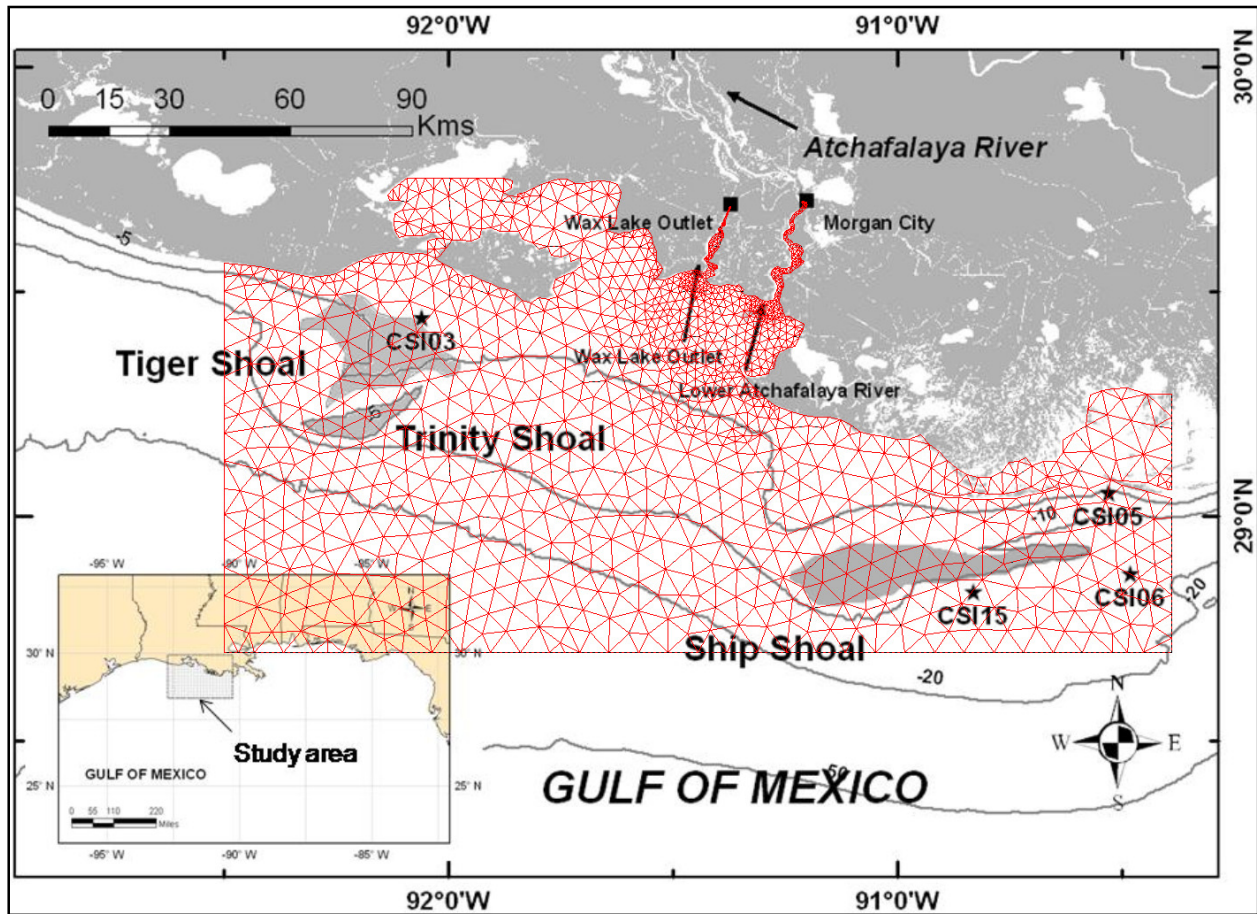 92°0'W 91°0'W
30°0'N
0 15 30 60 90
Kms
Atchafalaya River
Wax Lake Outlet
Morgan City
-5
CSI03
Tiger Shoal
Wax Lake Outlet
Lower Atchafalaya River
-5
Trinity Shoal
CSI05
-10
29°0'N
CSI06
CSI15
-20
Ship Shoal
-20
N
W E
S
GULF OF MEXICO
-50
-95° W -90° W -85° W
N
W E
S
30° N 30° N
Study area
GULF OF MEXICO
25° N 25° N
0 55 110 220
Miles
-95° W -90° W -85° W
92°0'W 91°0'W